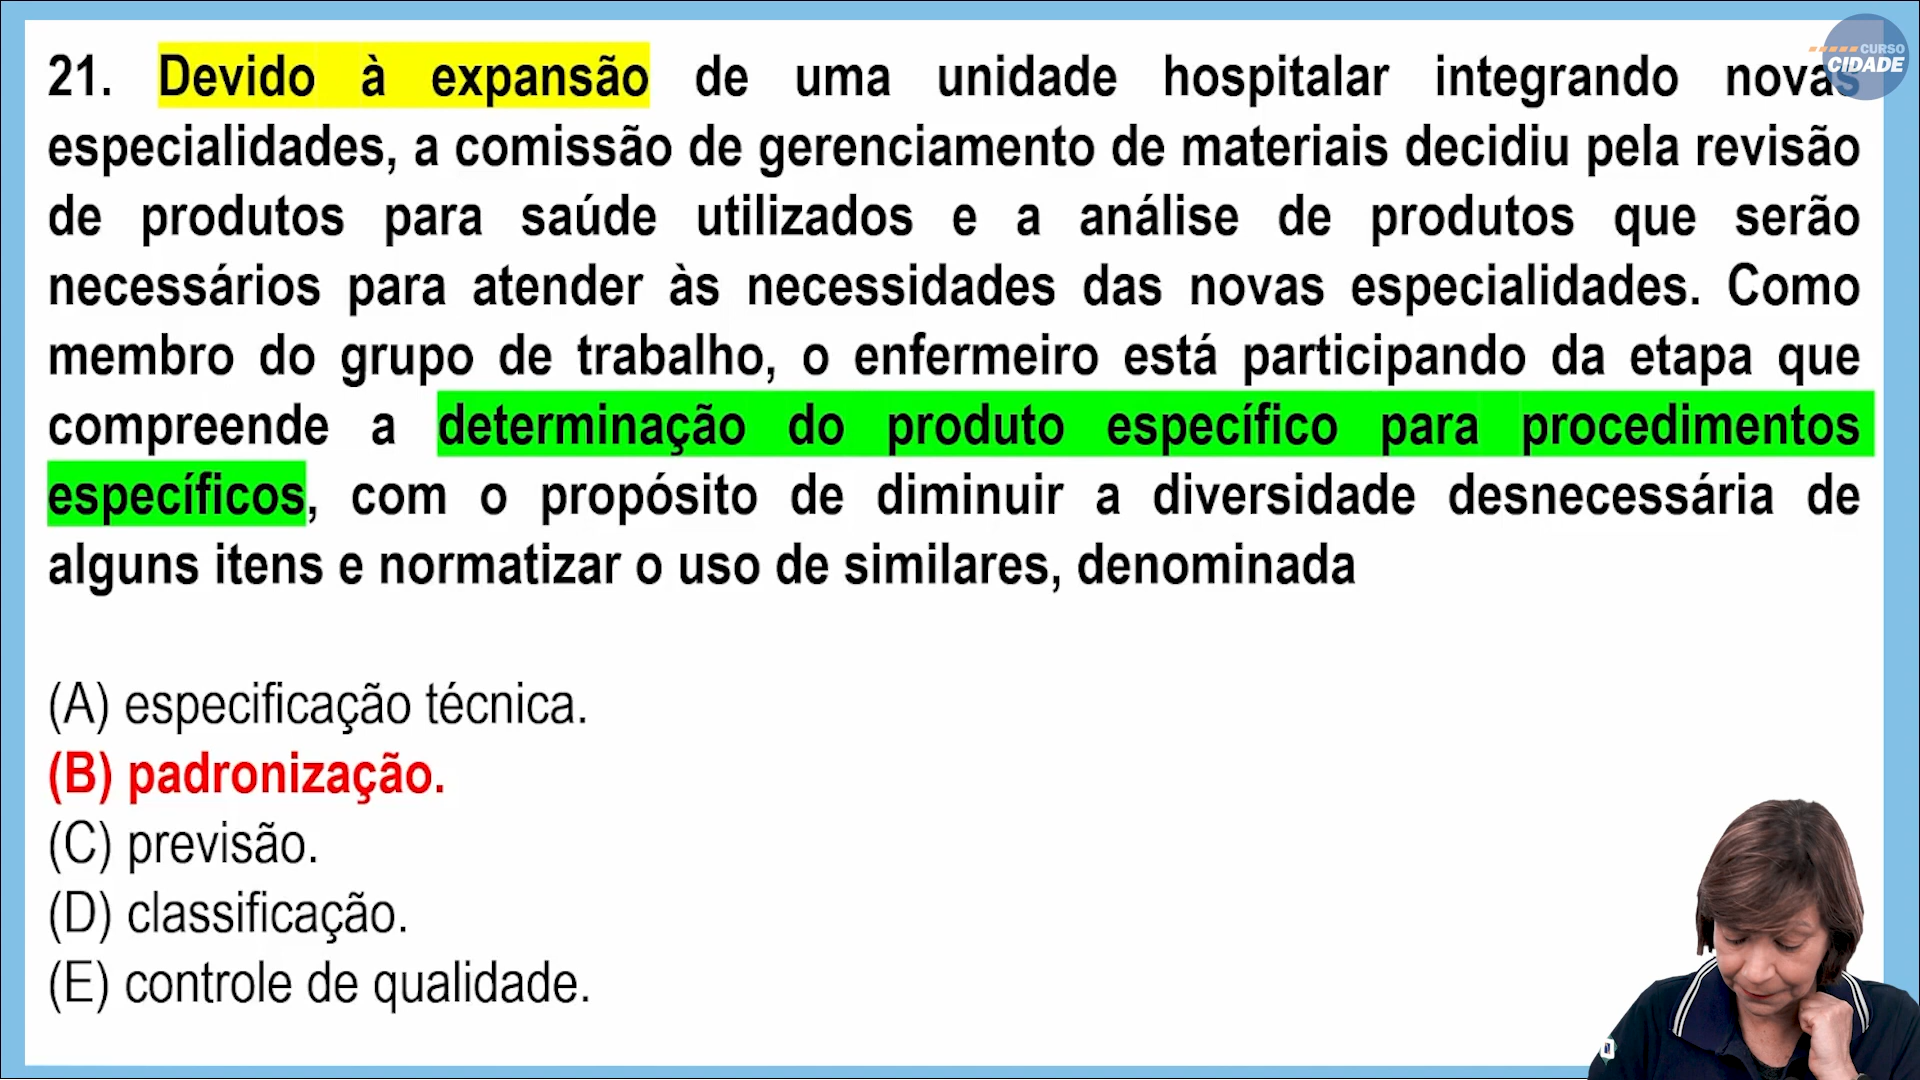 CURSO
CIDADE
21. Devido à expansão de uma unidade hospitalar integrando novas
especialidades, a comissão de gerenciamento de materiais decidiu pela revisão
de produtos para saúde utilizados e a análise de produtos que serão
necessários para atender às necessidades das novas especialidades. Como
membro do grupo de trabalho, o enfermeiro está participando da etapa que
compreende a determinação do produto específico para procedimentos
específicos, com o propósito de diminuir a diversidade desnecessária de
alguns itens e normatizar o uso de similares, denominada
(A) especificação técnica.
(B) padronização.
(C) previsão.
(D) classificação.
(E) controle de qualidade.